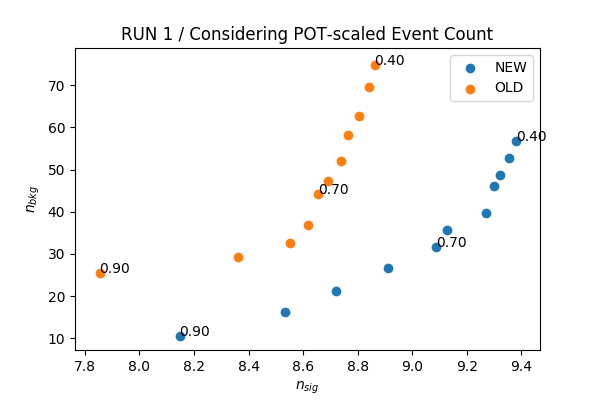 RUN 1 / Considering POT-scaled Event Count
NEW
OLD
0.40
0.40
0.70
0.70
0.90
0.90
70
60
50
40
30
20
10
n_bkg
7.8 8.0 8.2 8.4 8.6 8.8 9.0 9.2 9.4
n_sig